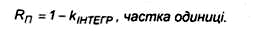 R_П = 1 – k_ІНТЕГР, частка одиниці.